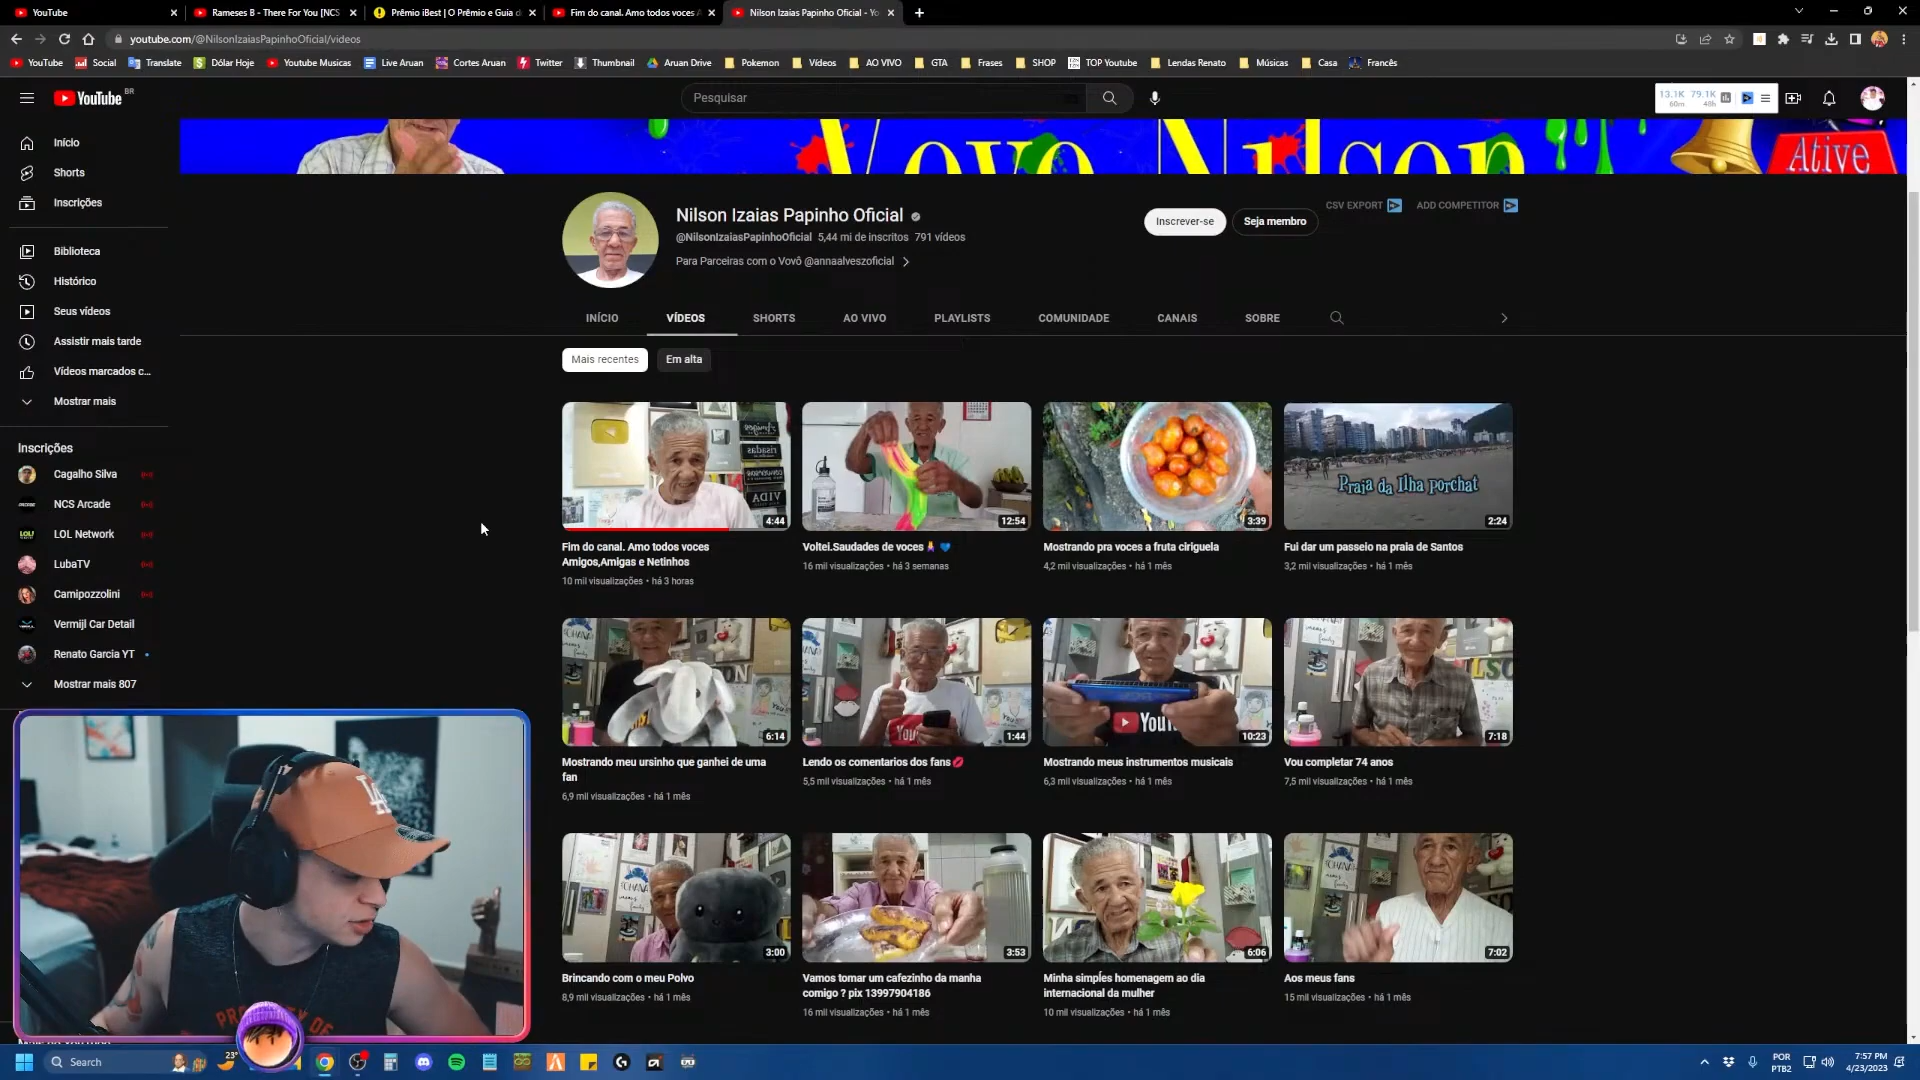 YouTube
Rameses B - There For You [NCS
Prêmio iBest | O Prêmio e Guia d
Fim do canal. Amo todos voces A
Nilson Izaias Papinho Oficial - Yo
youtube.com/@NilsonIzaiasPapinhoOficial/videos
YouTube
Social
Translate
Dólar Hoje
Youtube Musicas
Live Aruan
Cortes Aruan
Twitter
Thumbnail
Aruan Drive
Pokemon
Vídeos
AO VIVO
GTA
Frases
SHOP
TOP Youtube
Lendas Renato
Músicas
Casa
Francês
YouTube BR
Pesquisar
13.1K 79.1K
60m 48h
Início
Shorts
Inscrições
Biblioteca
Histórico
Seus vídeos
Assistir mais tarde
Vídeos marcados c...
Mostrar mais
Inscrições
Cagalho Silva
NCS Arcade
LOL Network
LubaTV
Camipozzolini
Vermijl Car Detail
Renato Garcia YT
Mostrar mais 807
Vovo Nilson
Ative
Nilson Izaias Papinho Oficial
@NilsonIzaiasPapinhoOficial 5,44 mi de inscritos 791 vídeos
Para Parceiras com o Vovô @annaalveszoficial
Inscrever-se
Seja membro
CSV EXPORT
ADD COMPETITOR
INÍCIO
VÍDEOS
SHORTS
AO VIVO
PLAYLISTS
COMUNIDADE
CANAIS
SOBRE
Mais recentes
Em alta
4:44
12:54
3:39
Praia da Ilha porchat
2:24
Fim do canal. Amo todos voces
Amigos,Amigas e Netinhos
10 mil visualizações • há 3 horas
Voltei.Saudades de voces
16 mil visualizações • há 3 semanas
Mostrando pra voces a fruta ciriguela
4,2 mil visualizações • há 1 mês
Fui dar um passeio na praia de Santos
3,2 mil visualizações • há 1 mês
6:14
1:44
10:23
7:18
Mostrando meu ursinho que ganhei de uma
fan
6,9 mil visualizações • há 1 mês
Lendo os comentarios dos fans
5,5 mil visualizações • há 1 mês
Mostrando meus instrumentos musicais
6,3 mil visualizações • há 1 mês
Vou completar 74 anos
7,5 mil visualizações • há 1 mês
3:00
3:53
6:06
7:02
Brincando com o meu Polvo
8,9 mil visualizações • há 1 mês
Vamos tomar um cafezinho da manha
comigo ? pix 13997904186
16 mil visualizações • há 1 mês
Minha simples homenagem ao dia
internacional da mulher
10 mil visualizações • há 1 mês
Aos meus fans
15 mil visualizações • há 1 mês
LA
Search
23°
POR
PTB2
7:57 PM
4/23/2023